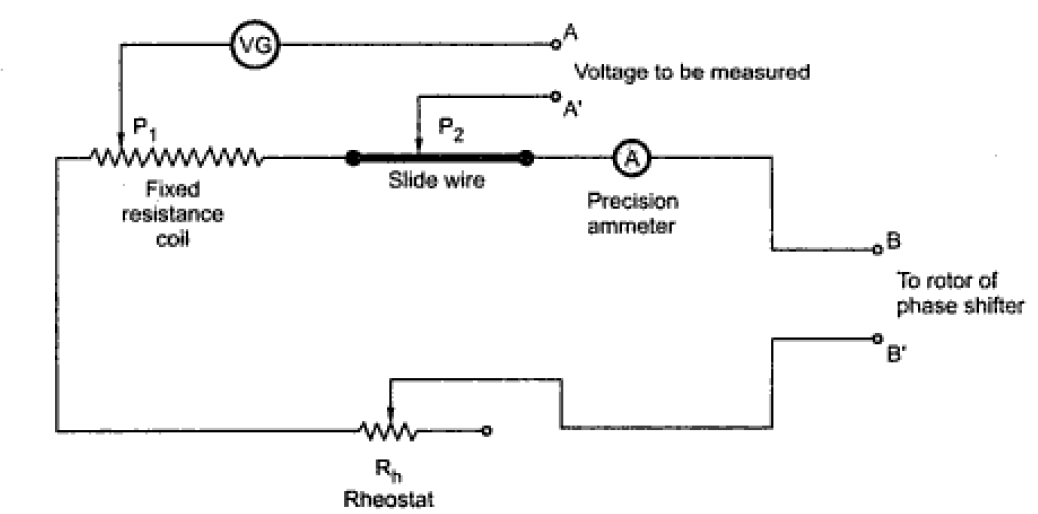 VG
A
Voltage to be measured
A'
P1
P2
A
Slide wire
Fixed
resistance
coil
Precision
ammeter
B
To rotor of
phase shifter
B'
Rh
Rheostat